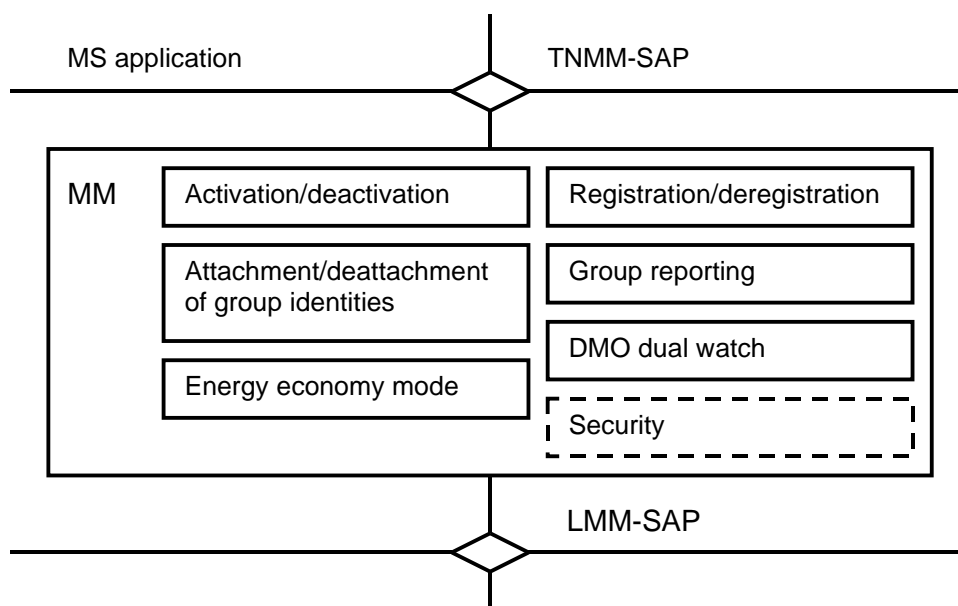 MS application
TNMM-SAP
MM
Activation/deactivation
Registration/deregistration
Attachment/deattachment
of group identities
Group reporting
DMO dual watch
Energy economy mode
Security
LMM-SAP